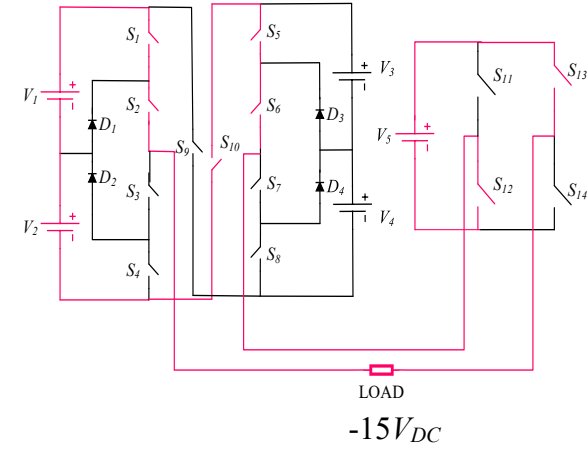 S1
S5
V1
+
S2
D1
S9
S10
S6
D3
V3
+
V5
+
S11
S13
D2
S3
S7
D4
S12
S14
V2
+
S4
S8
V4
+
LOAD
-15VDC